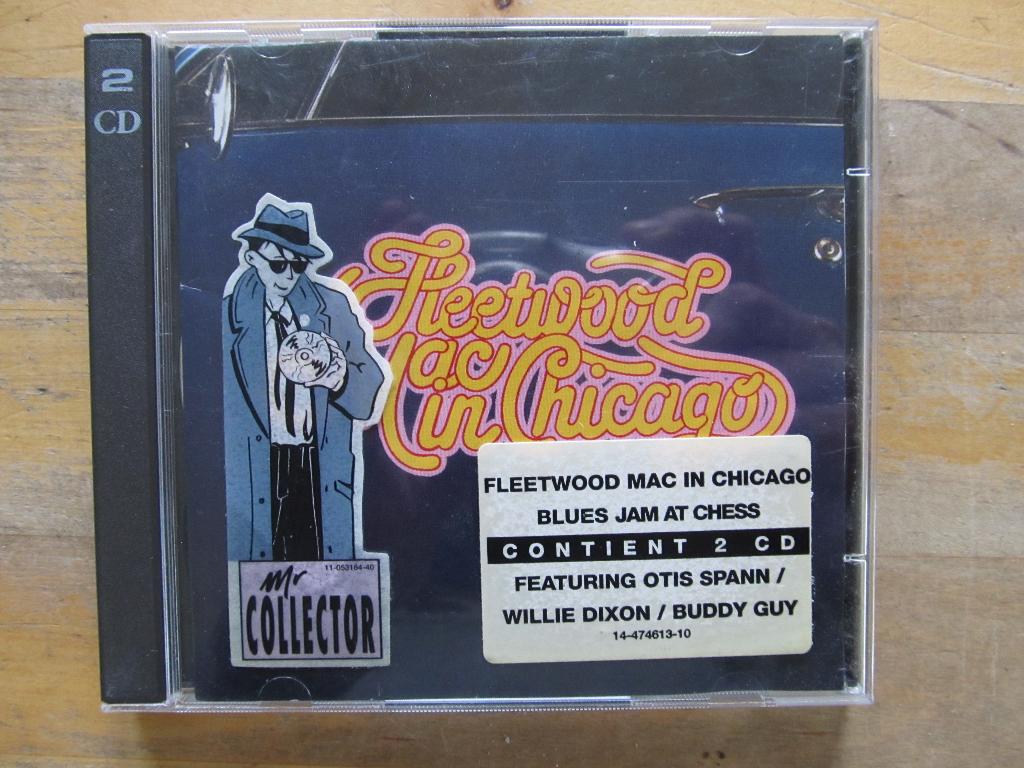 2
CD
Fleetwood
Mac
in Chicago
11-053164-40
Mr
COLLECTOR
FLEETWOOD MAC IN CHICAGO
BLUES JAM AT CHESS
CONTIENT 2 CD
FEATURING OTIS SPANN /
WILLIE DIXON / BUDDY GUY
14-474613-10